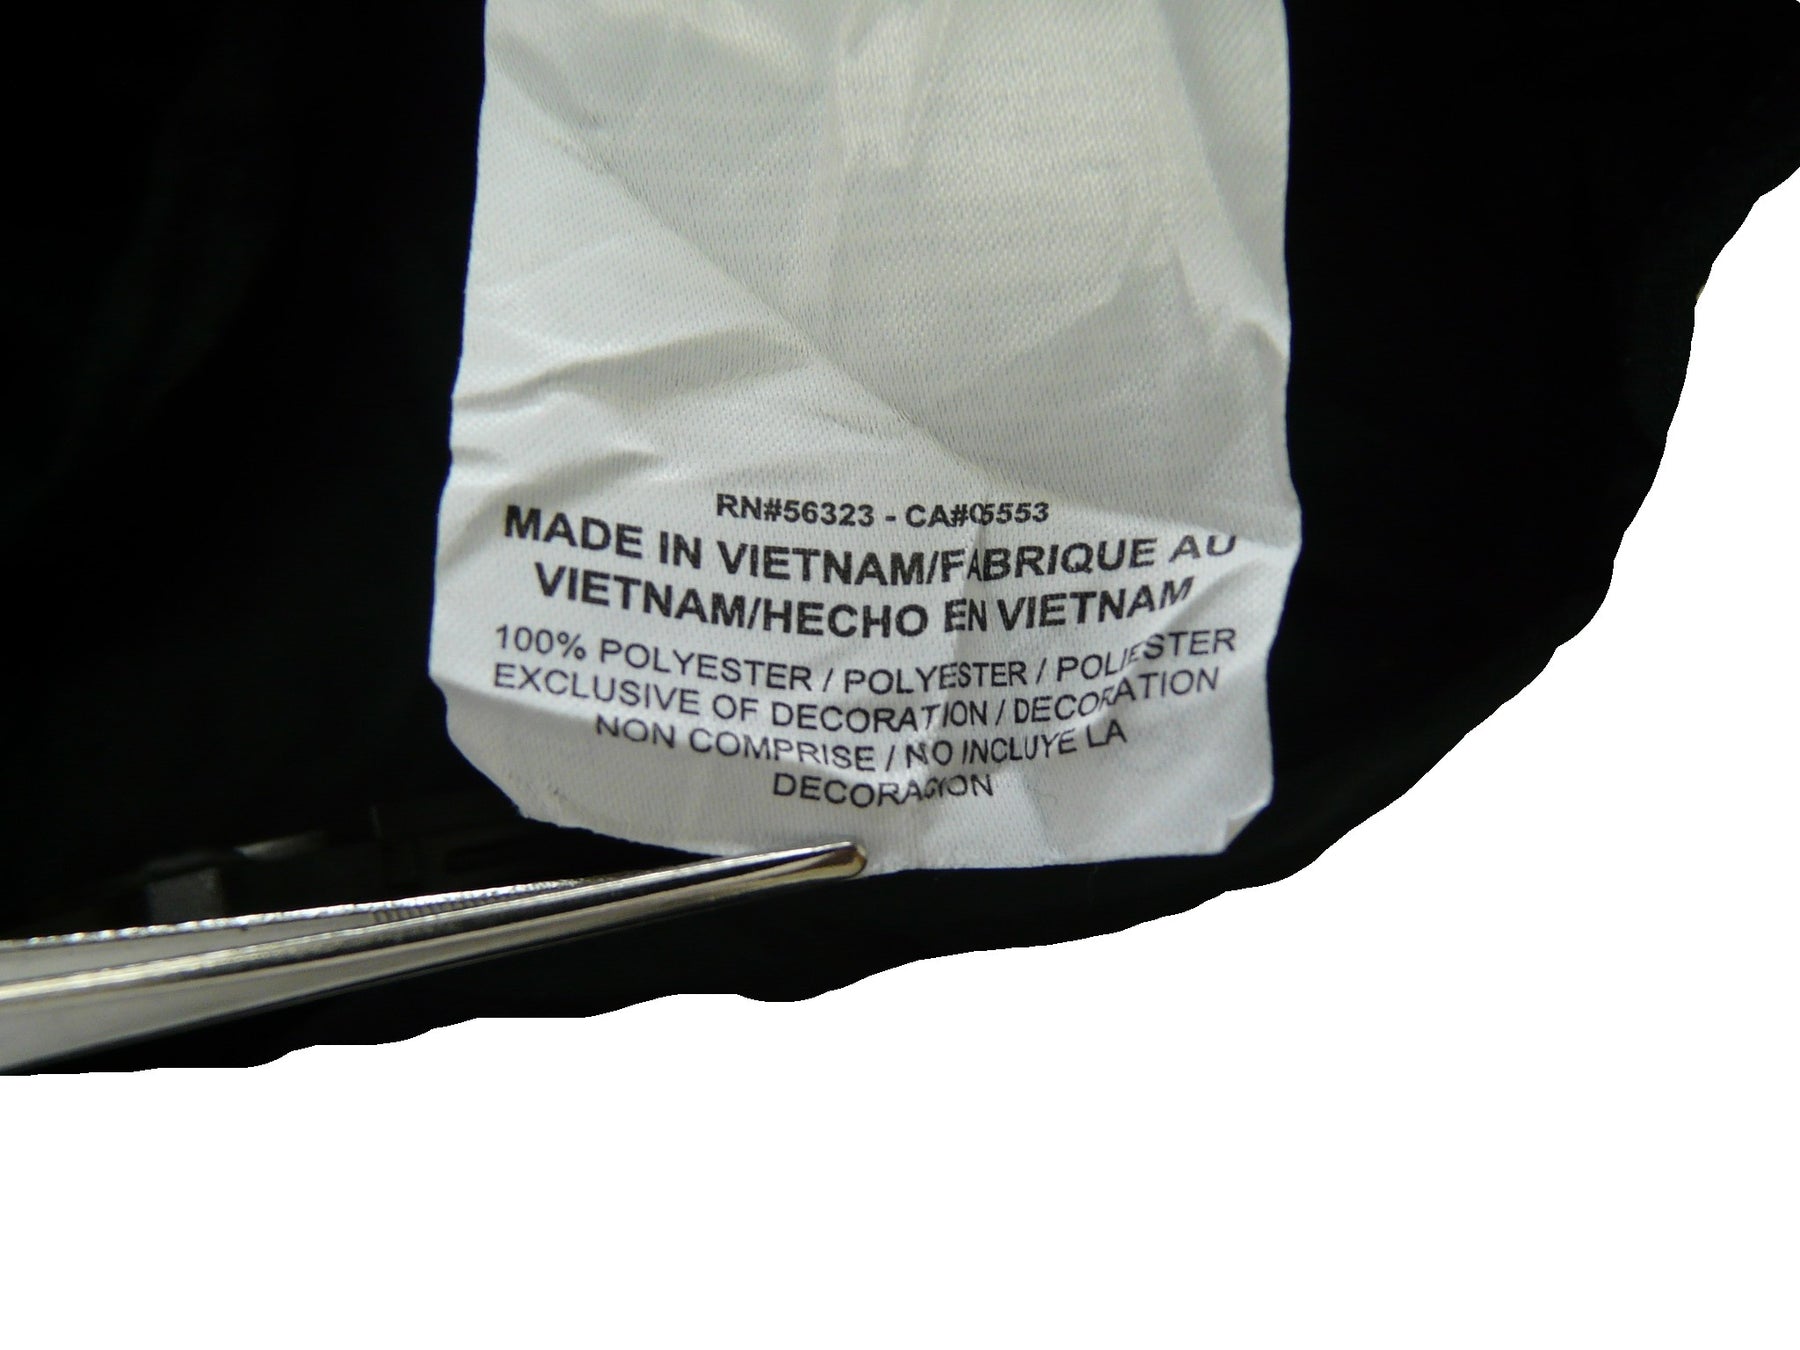 RN#56323 - CA#05553
MADE IN VIETNAM/FABRIQUE AU
VIETNAM/HECHO EN VIETNAM
100% POLYESTER / POLYESTER / POLIESTER
EXCLUSIVE OF DECORATION / DECORATION
NON COMPRISE / NO INCLUYE LA
DECORACION